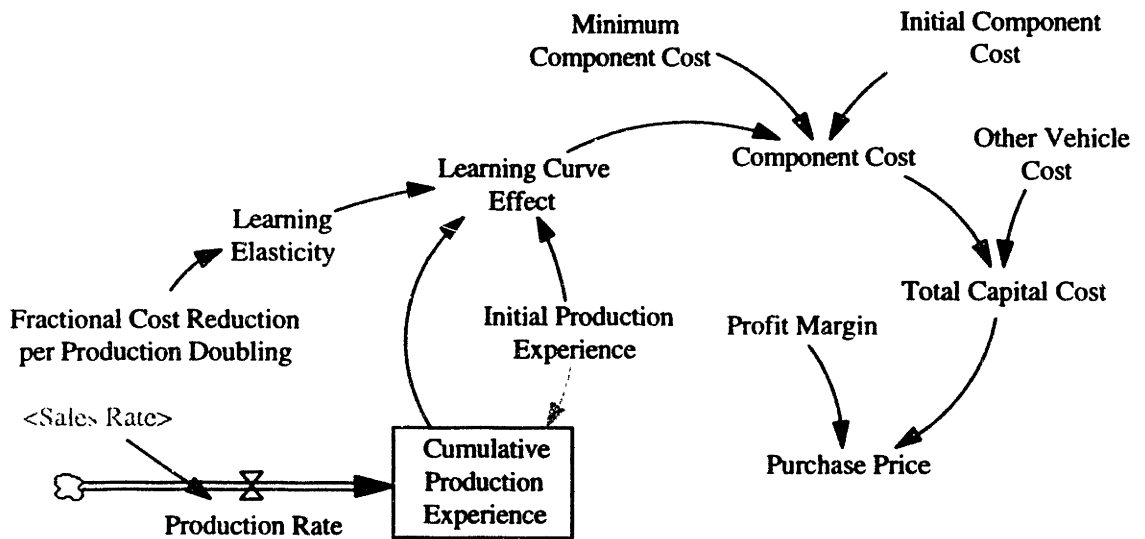 Minimum
Component Cost
Initial Component
Cost
Component Cost
Other Vehicle
Cost
Learning Curve
Effect
Learning
Elasticity
Total Capital Cost
Fractional Cost Reduction
per Production Doubling
Initial Production
Experience
Profit Margin
<Sales Rate>
Cumulative
Production
Experience
Purchase Price
Production Rate